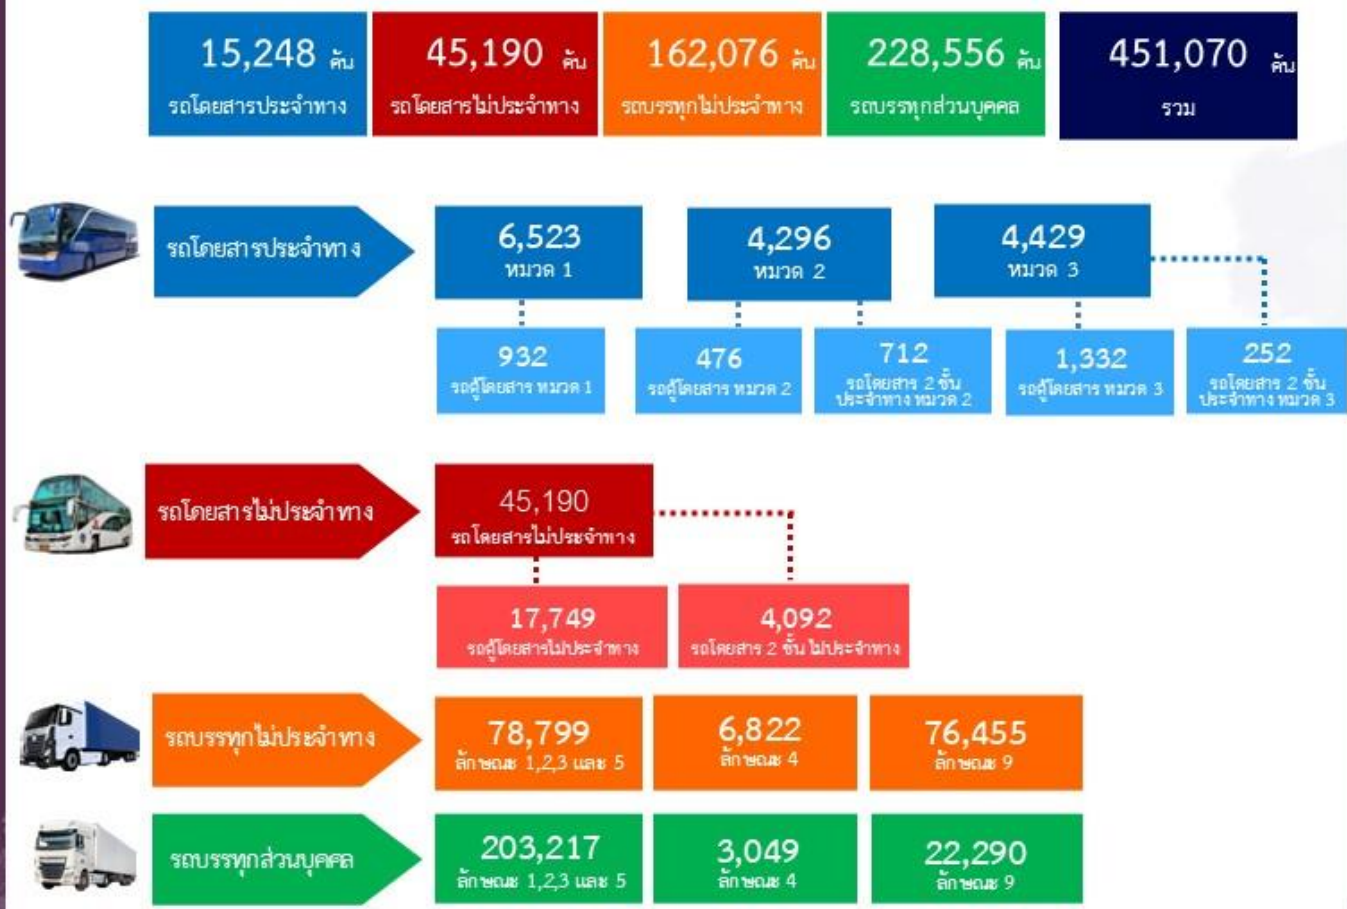 15,248 คัน
รถโดยสารประจำทาง
45,190 คัน
รถโดยสารไม่ประจำทาง
162,076 คัน
รถบรรทุกไม่ประจำทาง
228,556 คัน
รถบรรทุกส่วนบุคคล
451,070 คัน
รวม
รถโดยสารประจำทาง
6,523
หมวด 1
4,296
หมวด 2
4,429
หมวด 3
932
รถตู้โดยสาร หมวด 1
476
รถตู้โดยสาร หมวด 2
712
รถโดยสาร 2 ชั้น
ประจำทาง หมวด 2
1,332
รถตู้โดยสาร หมวด 3
252
รถโดยสาร 2 ชั้น
ประจำทาง หมวด 3
รถโดยสารไม่ประจำทาง
45,190
รถโดยสารไม่ประจำทาง
17,749
รถตู้โดยสารไม่ประจำทาง
4,092
รถโดยสาร 2 ชั้น ไม่ประจำทาง
รถบรรทุกไม่ประจำทาง
78,799
ลักษณะ 1,2,3 และ 5
6,822
ลักษณะ 4
76,455
ลักษณะ 9
รถบรรทุกส่วนบุคคล
203,217
ลักษณะ 1,2,3 และ 5
3,049
ลักษณะ 4
22,290
ลักษณะ 9